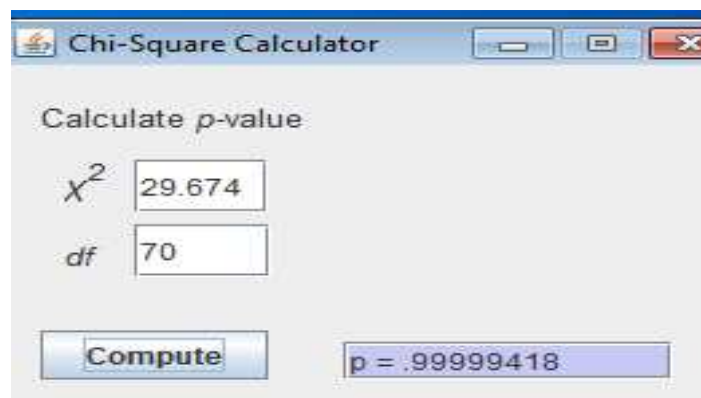 Chi-Square Calculator
Calculate p-value
X² 29.674
df 70
Compute p = .99999418